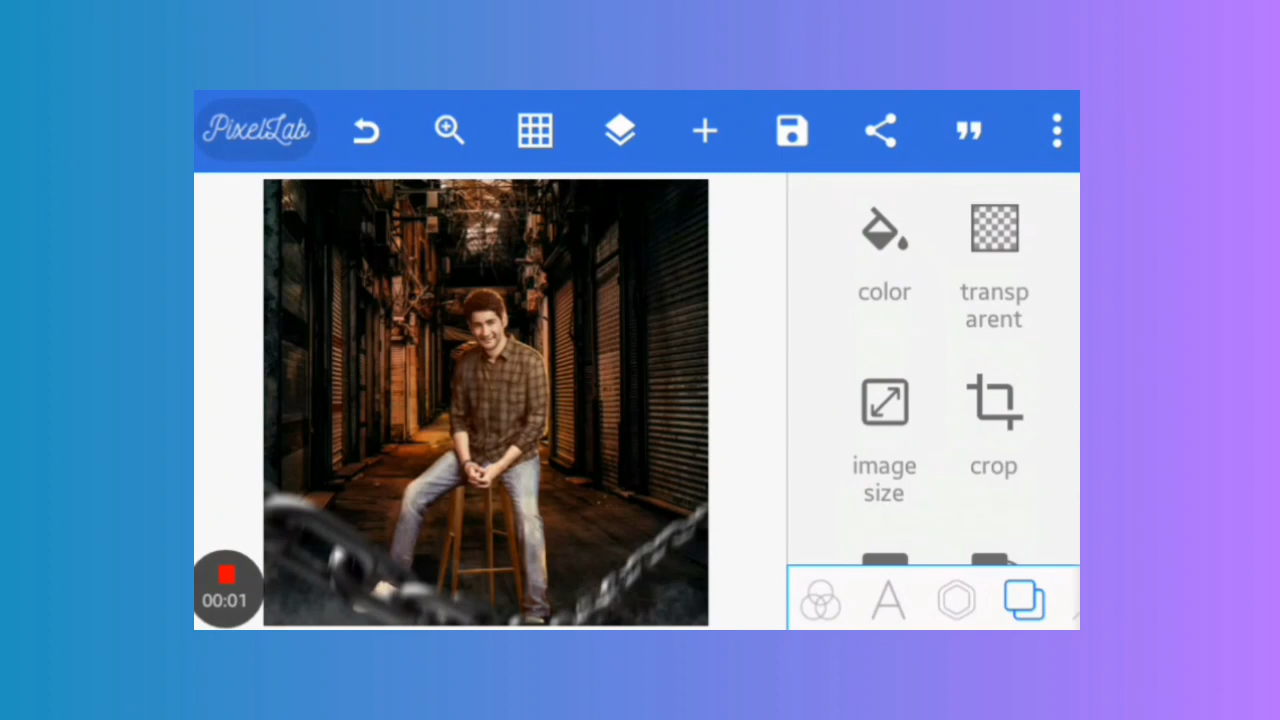 PixelLab
color
transp
arent
image
size
crop
00:01